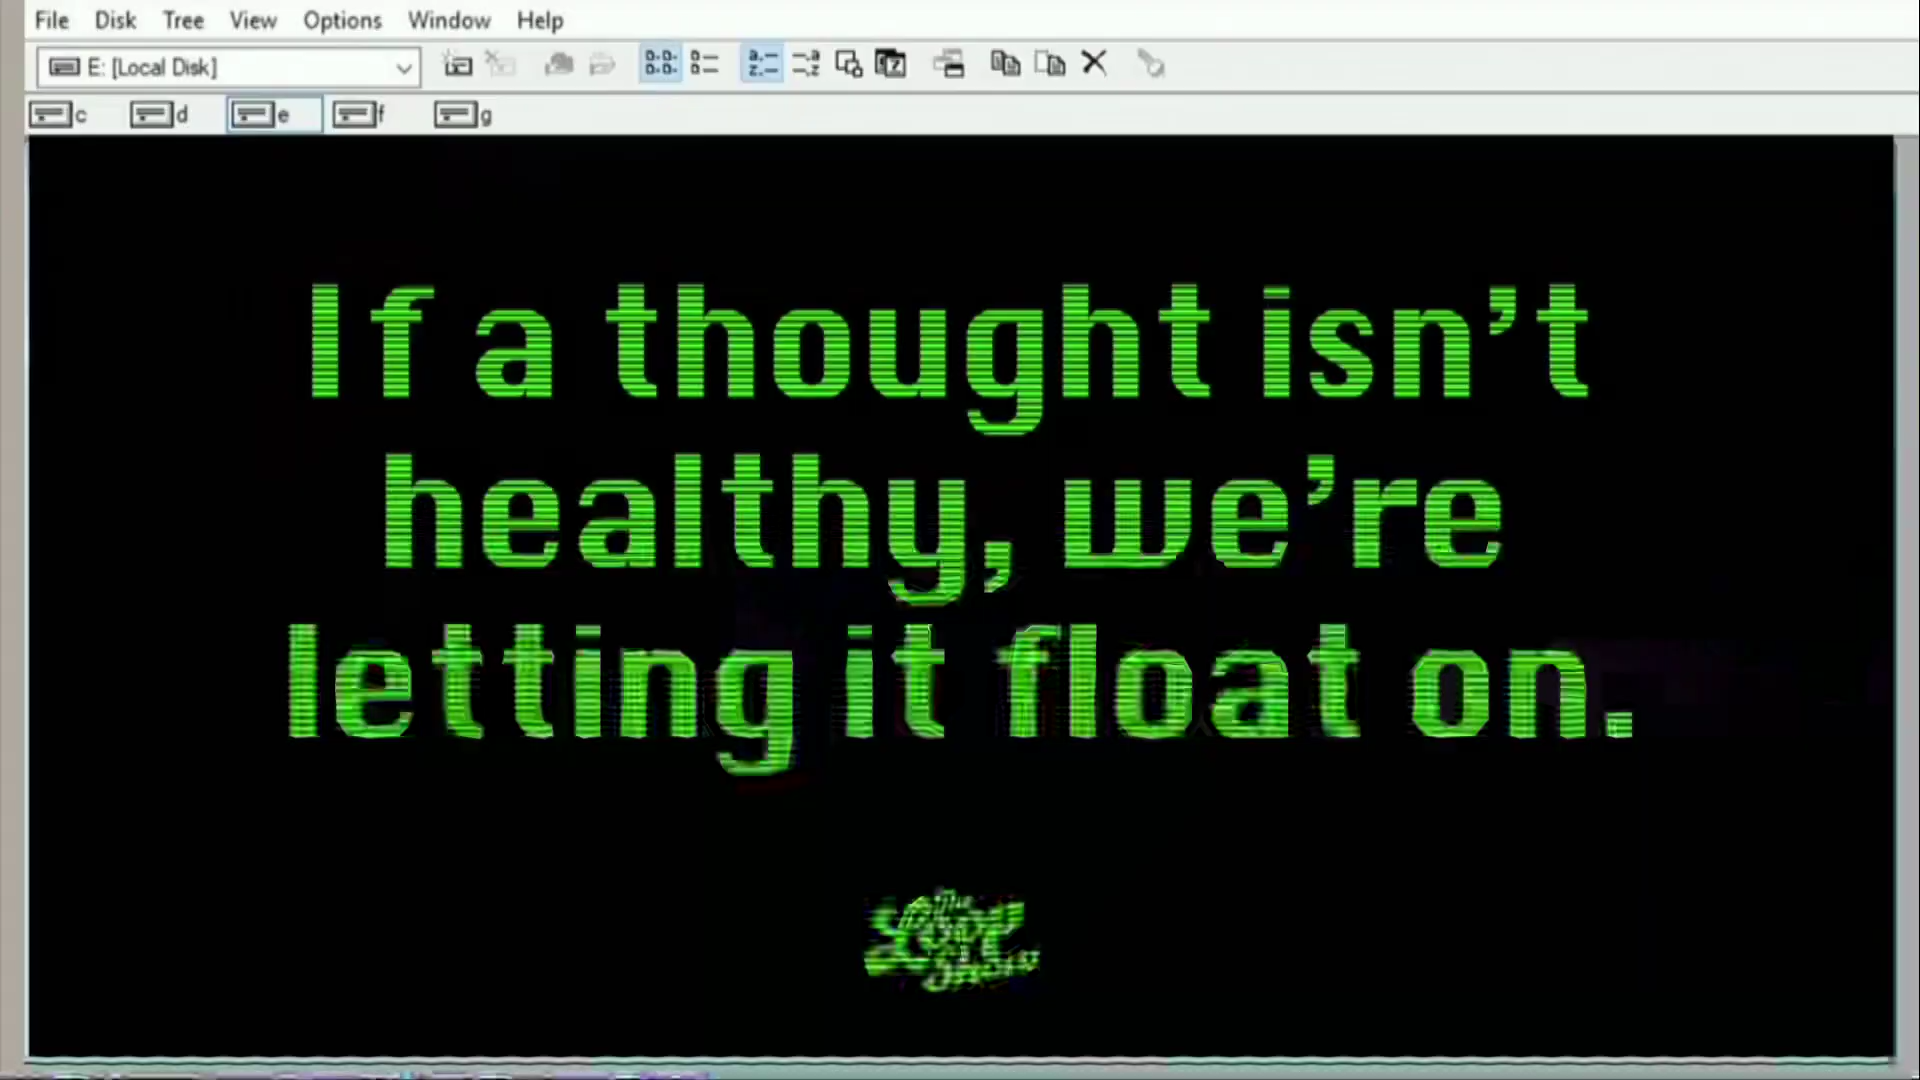 File Disk Tree View Options Window Help
E: [Local Disk]
c d e f g
If a thought isn’t
healthy, we’re
letting it float on.